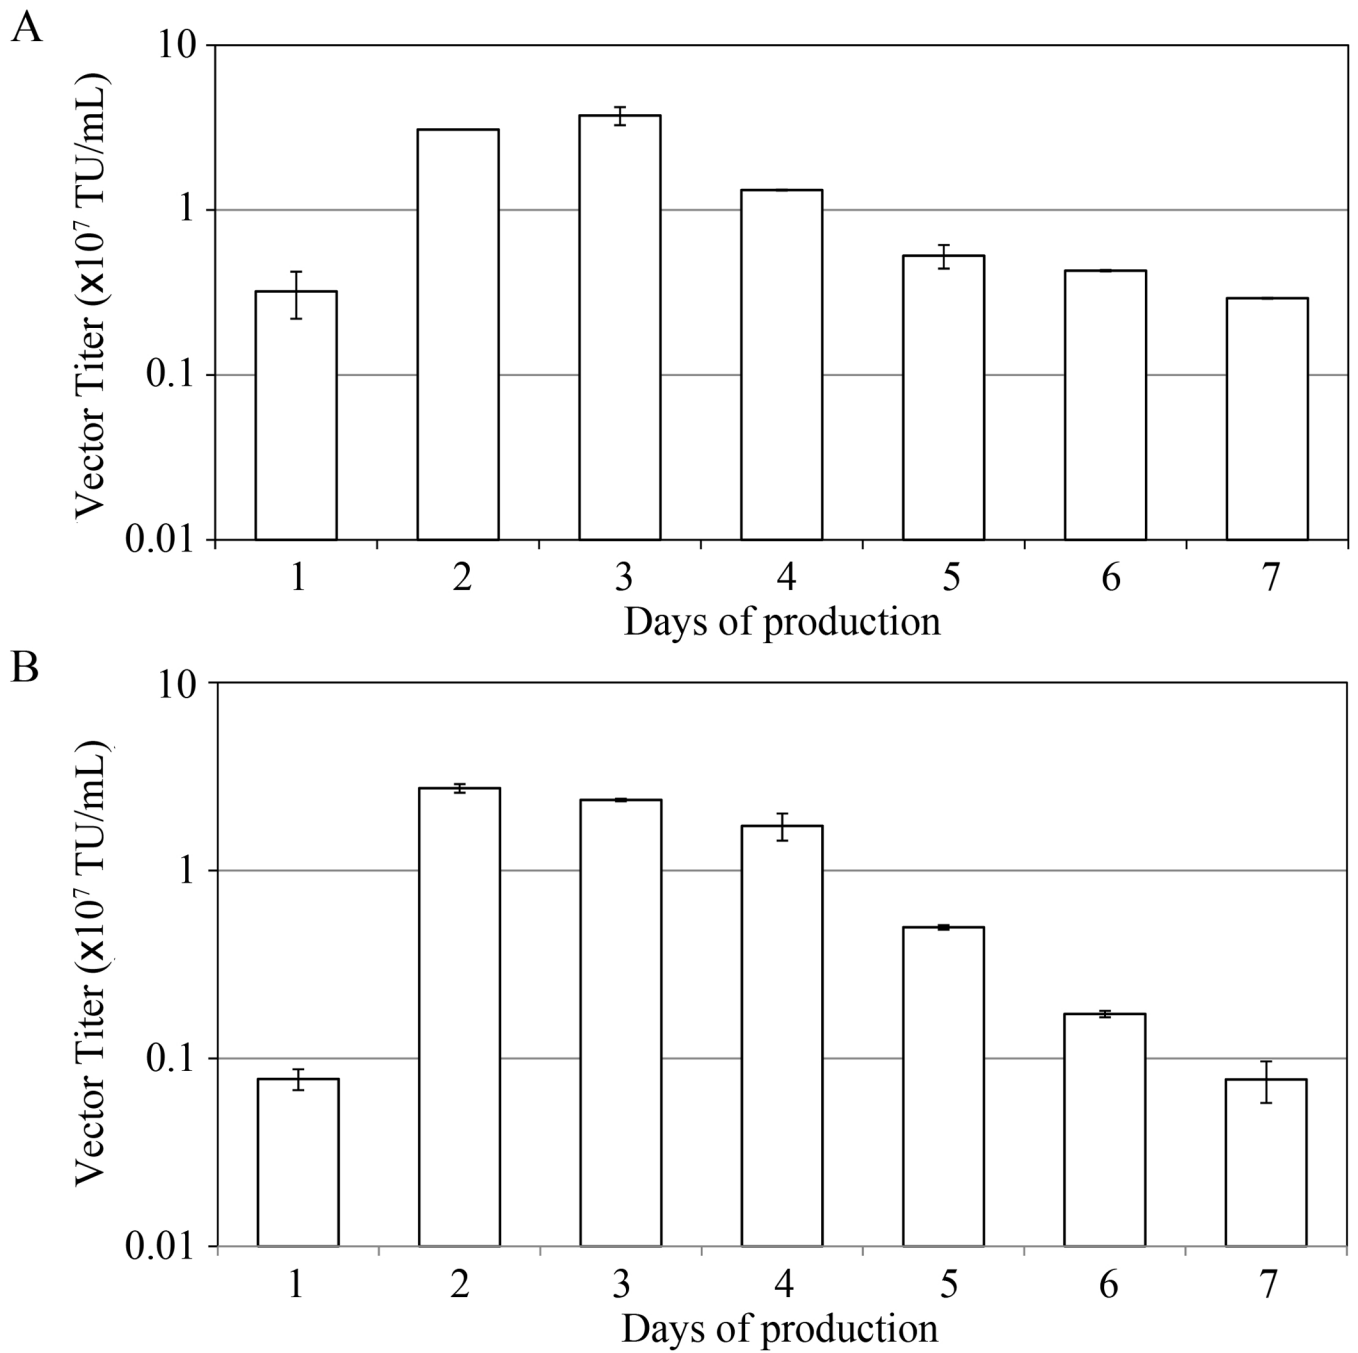 A
10
1
0.1
0.01
Vector Titer (x10⁷ TU/mL)
1 2 3 4 5 6 7
Days of production
B
10
1
0.1
0.01
Vector Titer (x10⁷ TU/mL)
1 2 3 4 5 6 7
Days of production